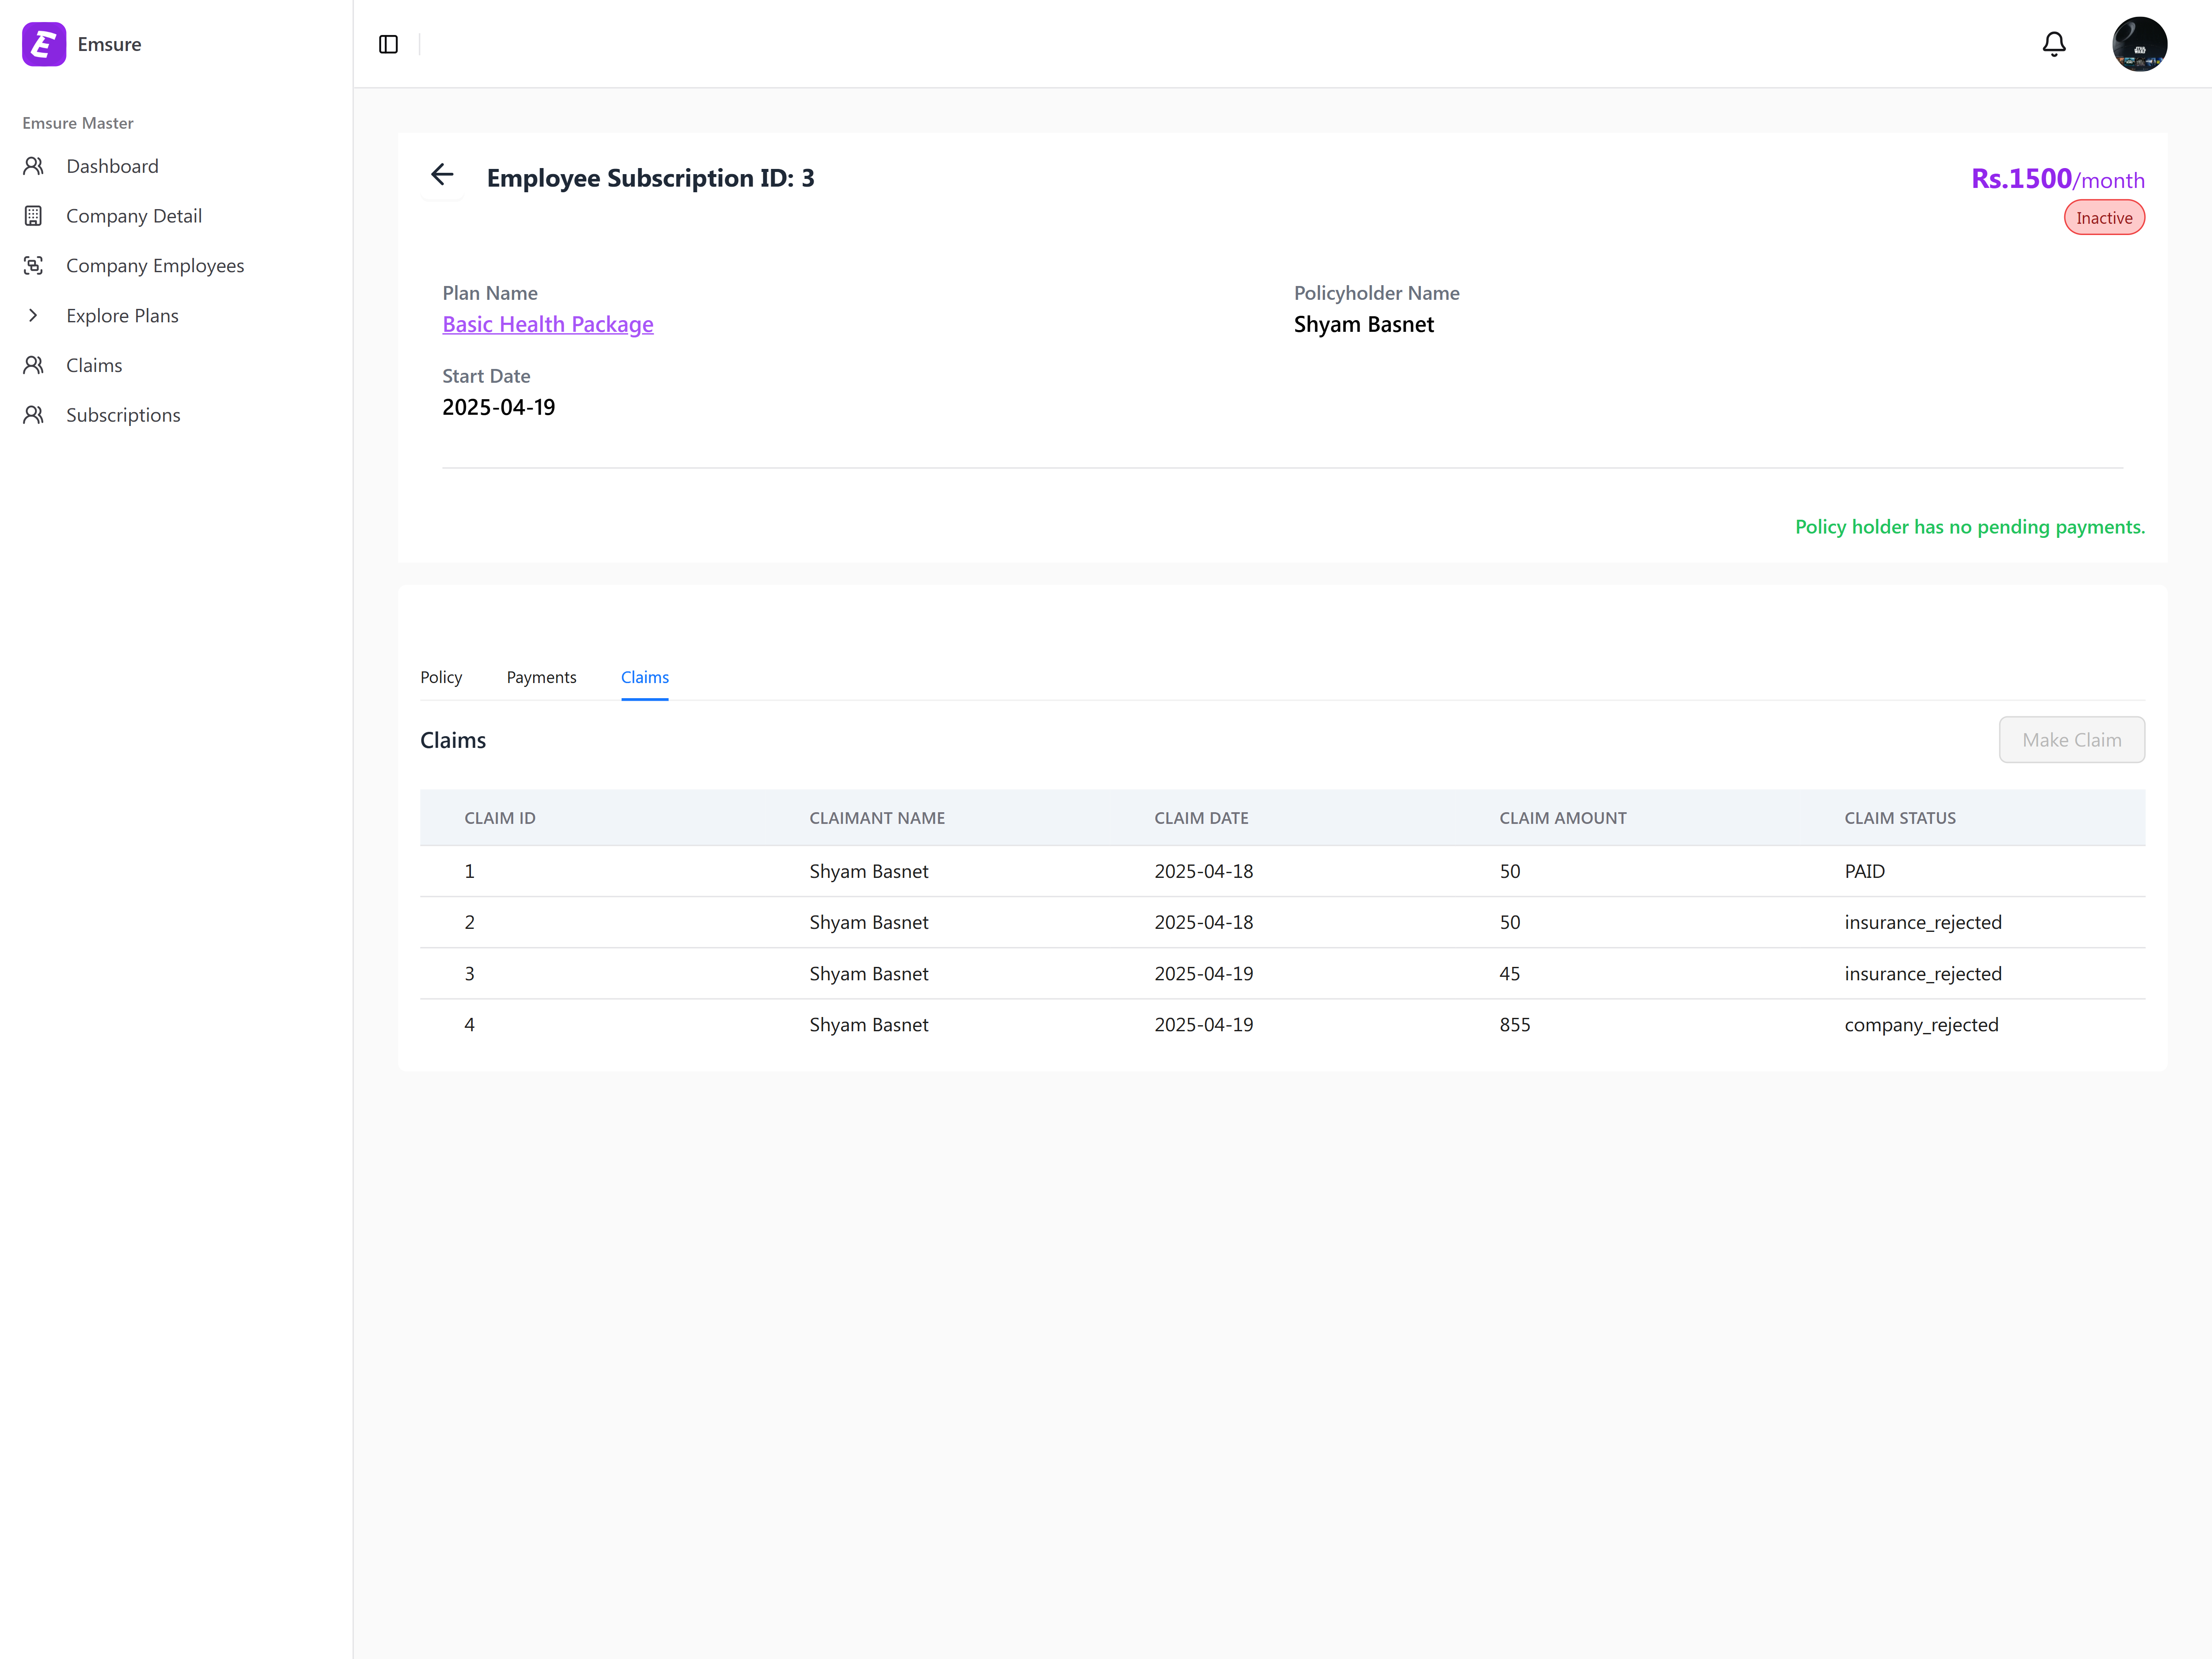 Emsure
Emsure Master
Dashboard
Company Detail
Company Employees
Explore Plans
Claims
Subscriptions
Employee Subscription ID: 3
Rs.1500/month
Inactive
Plan Name
Basic Health Package
Policyholder Name
Shyam Basnet
Start Date
2025-04-19
Policy holder has no pending payments.
Policy Payments Claims
Claims
Make Claim
CLAIM ID CLAIMANT NAME CLAIM DATE CLAIM AMOUNT CLAIM STATUS
1 Shyam Basnet 2025-04-18 50 PAID
2 Shyam Basnet 2025-04-18 50 insurance_rejected
3 Shyam Basnet 2025-04-19 45 insurance_rejected
4 Shyam Basnet 2025-04-19 855 company_rejected